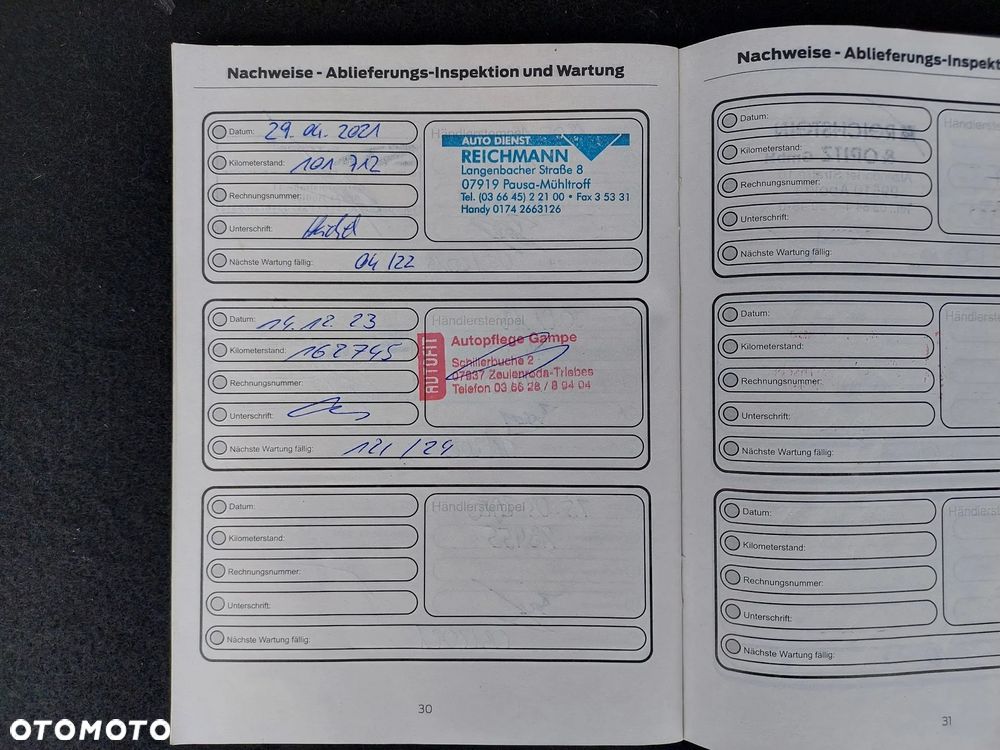 Nachweise - Ablieferungs-Inspektion und Wartung
Datum: 29.04.2021
Kilometerstand: 101 712
Rechnungsnummer:
Unterschrift:
Nächste Wartung fällig: 04/22
Händlerstempel
AUTO DIENST
REICHMANN
Langenbacher Straße 8
07919 Pausa-Mühltroff
Tel. (03 66 45) 2 21 00 • Fax 3 53 31
Handy 0174 2663126
Datum: 14.12.23
Kilometerstand: 162745
Rechnungsnummer:
Unterschrift:
Nächste Wartung fällig: 12/24
Händlerstempel
AUTOFIT
Autopflege Gampe
Schillerbuche 2
07937 Zeulenroda-Triebes
Telefon 03 66 28 / 8 94 04
Datum:
Kilometerstand:
Rechnungsnummer:
Unterschrift:
Nächste Wartung fällig:
Händlerstempel
30
Nachweise - Ablieferungs-Inspekt
Datum:
Kilometerstand:
Rechnungsnummer:
Unterschrift:
Nächste Wartung fällig:
Händlerst
Datum:
Kilometerstand:
Rechnungsnummer:
Unterschrift:
Nächste Wartung fällig:
Händlerste
Datum:
Kilometerstand:
Rechnungsnummer:
Unterschrift:
Nächste Wartung fällig:
Händlerst
31
OTOMOTO